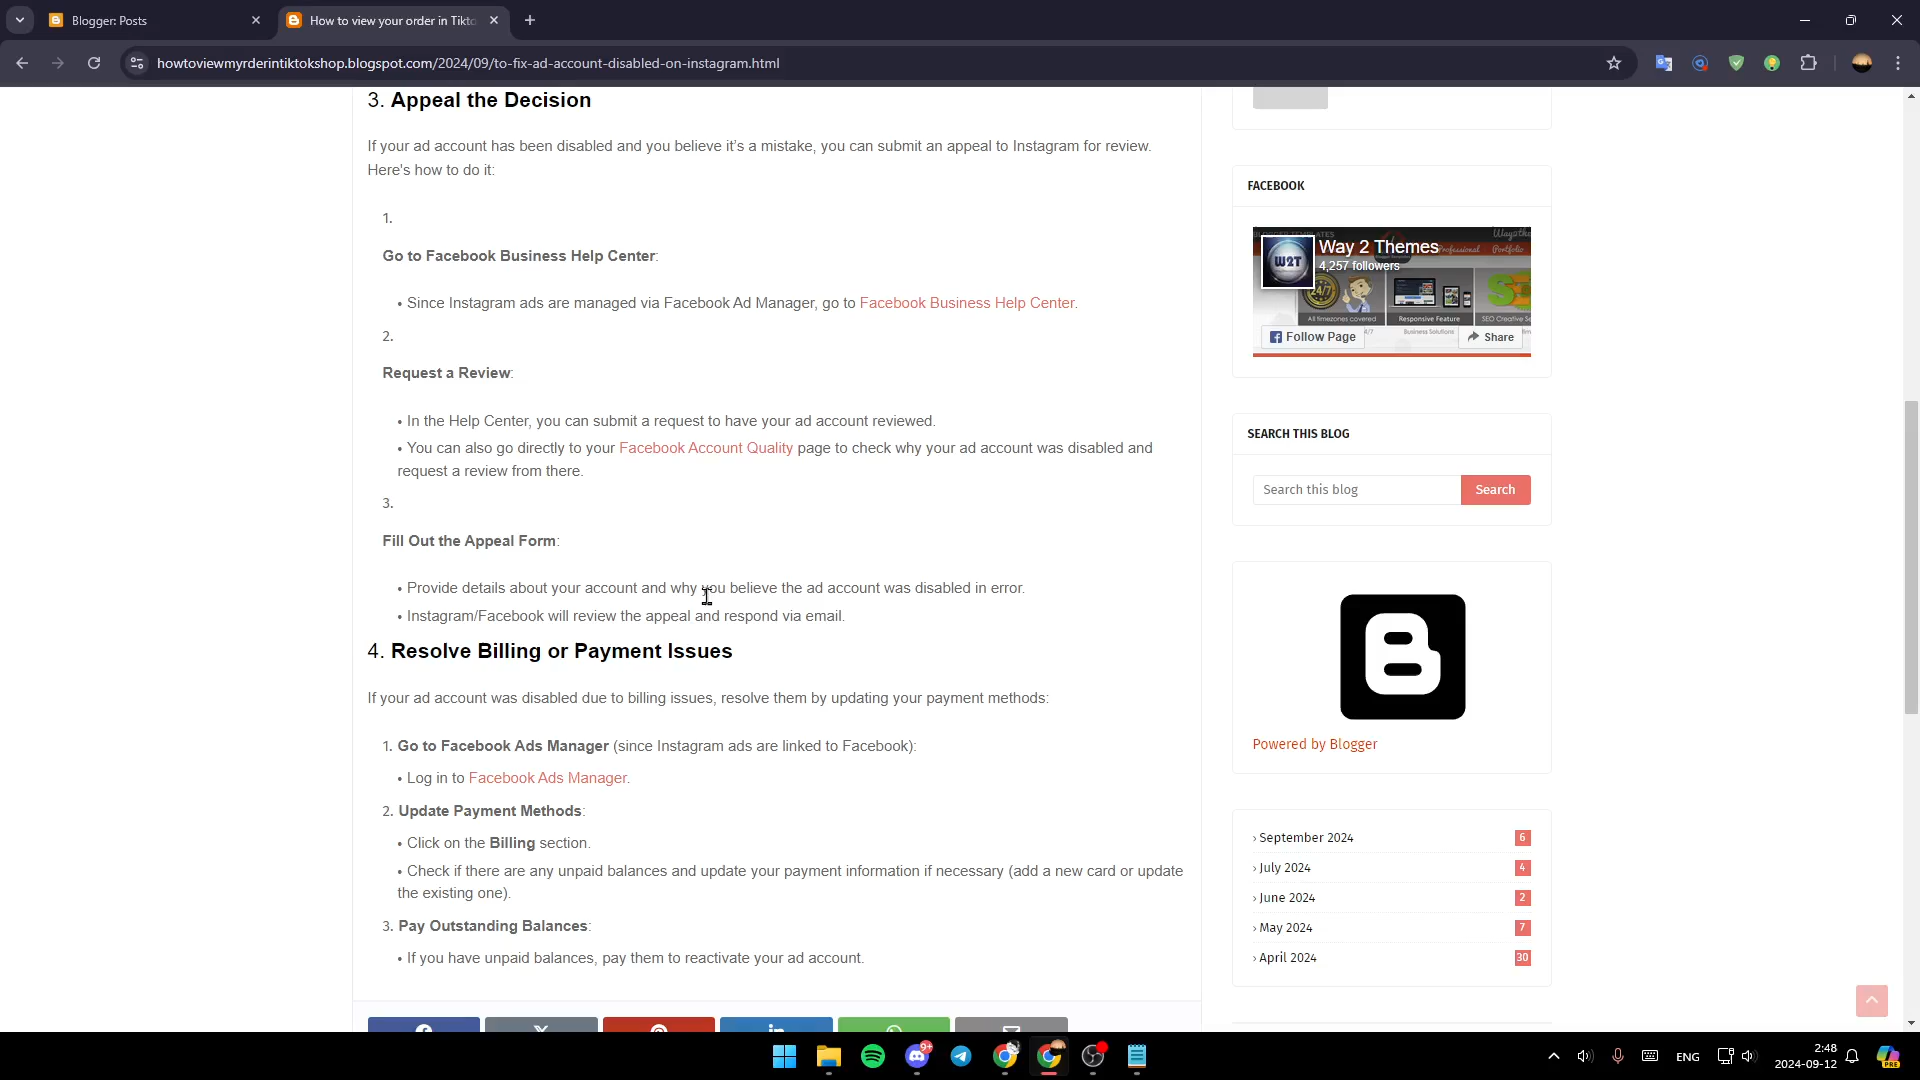 Blogger: Posts
How to view your order in Tikto
howtoviewmyrderintiktokshop.blogspot.com/2024/09/to-fix-ad-account-disabled-on-instagram.html
3. Appeal the Decision
If your ad account has been disabled and you believe it's a mistake, you can submit an appeal to Instagram for review.
Here's how to do it:
1.
Go to Facebook Business Help Center:
• Since Instagram ads are managed via Facebook Ad Manager, go to Facebook Business Help Center.
2.
Request a Review:
• In the Help Center, you can submit a request to have your ad account reviewed.
• You can also go directly to your Facebook Account Quality page to check why your ad account was disabled and
request a review from there.
3.
Fill Out the Appeal Form:
• Provide details about your account and why you believe the ad account was disabled in error.
• Instagram/Facebook will review the appeal and respond via email.
4. Resolve Billing or Payment Issues
If your ad account was disabled due to billing issues, resolve them by updating your payment methods:
1. Go to Facebook Ads Manager (since Instagram ads are linked to Facebook):
• Log in to Facebook Ads Manager.
2. Update Payment Methods:
• Click on the Billing section.
• Check if there are any unpaid balances and update your payment information if necessary (add a new card or update
the existing one).
3. Pay Outstanding Balances:
• If you have unpaid balances, pay them to reactivate your ad account.
FACEBOOK
W2T
Way 2 Themes
4,257 followers
24/7
All timezones covered
Responsive Feature
SEO Creative
Business Solutions
Follow Page
Share
SEARCH THIS BLOG
Search this blog
Search
Powered by Blogger
› September 2024 6
› July 2024 4
› June 2024 2
› May 2024 7
› April 2024 30
9+
ENG
2:48
2024-09-12
PRE